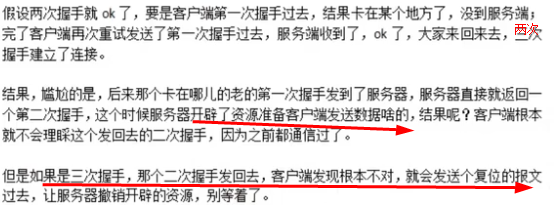 假设两次握手就ok了，要是客户端第一次握手过去，结果卡在某个地方了，没到服务端；
完了客户端再次重试发送了第一次握手过去，服务端收到了，ok了，大家来回来去，三次
两次
握手建立了连接。
结果，尴尬的是，后来那个卡在哪儿的老的第一次握手发到了服务器，服务器直接就返回一
个第二次握手，这个时候服务器开辟了资源准备客户端发送数据啥的，结果呢？客户端根本
就不会理睬这个发回去的二次握手，因为之前都通信过了。
但是如果是三次握手，那个二次握手发回去，客户端发现根本不对，就会发送个复位的报文
过去，让服务器撤销开辟的资源，别等着了。